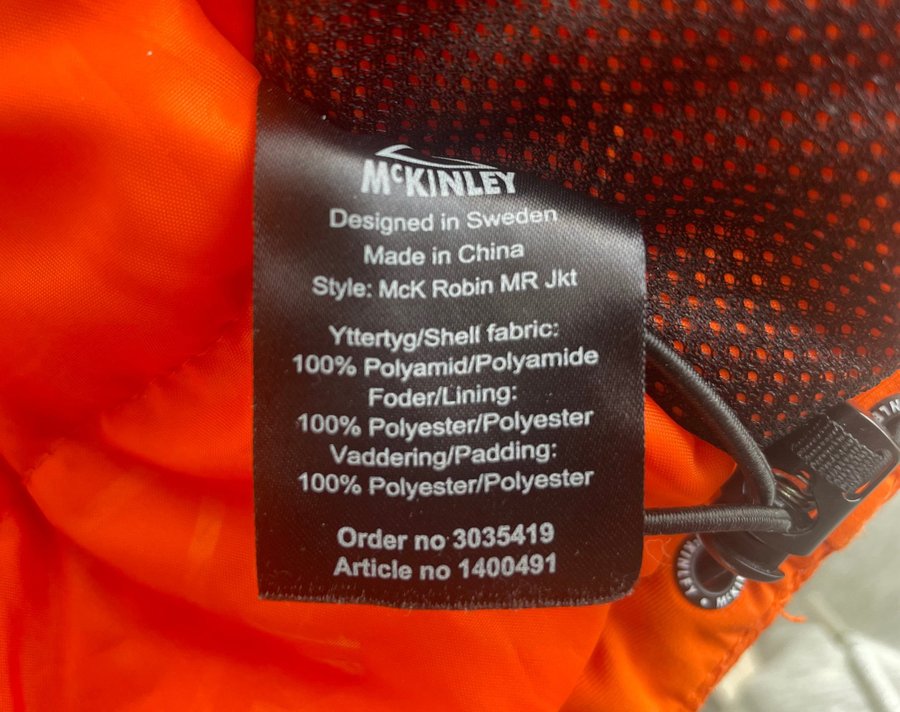 McKINLEY
Designed in Sweden
Made in China
Style: McK Robin MR Jkt
Yttertyg/Shell fabric:
100% Polyamid/Polyamide
Foder/Lining:
100% Polyester/Polyester
Vaddering/Padding:
100% Polyester/Polyester
Order no 3035419
Article no 1400491